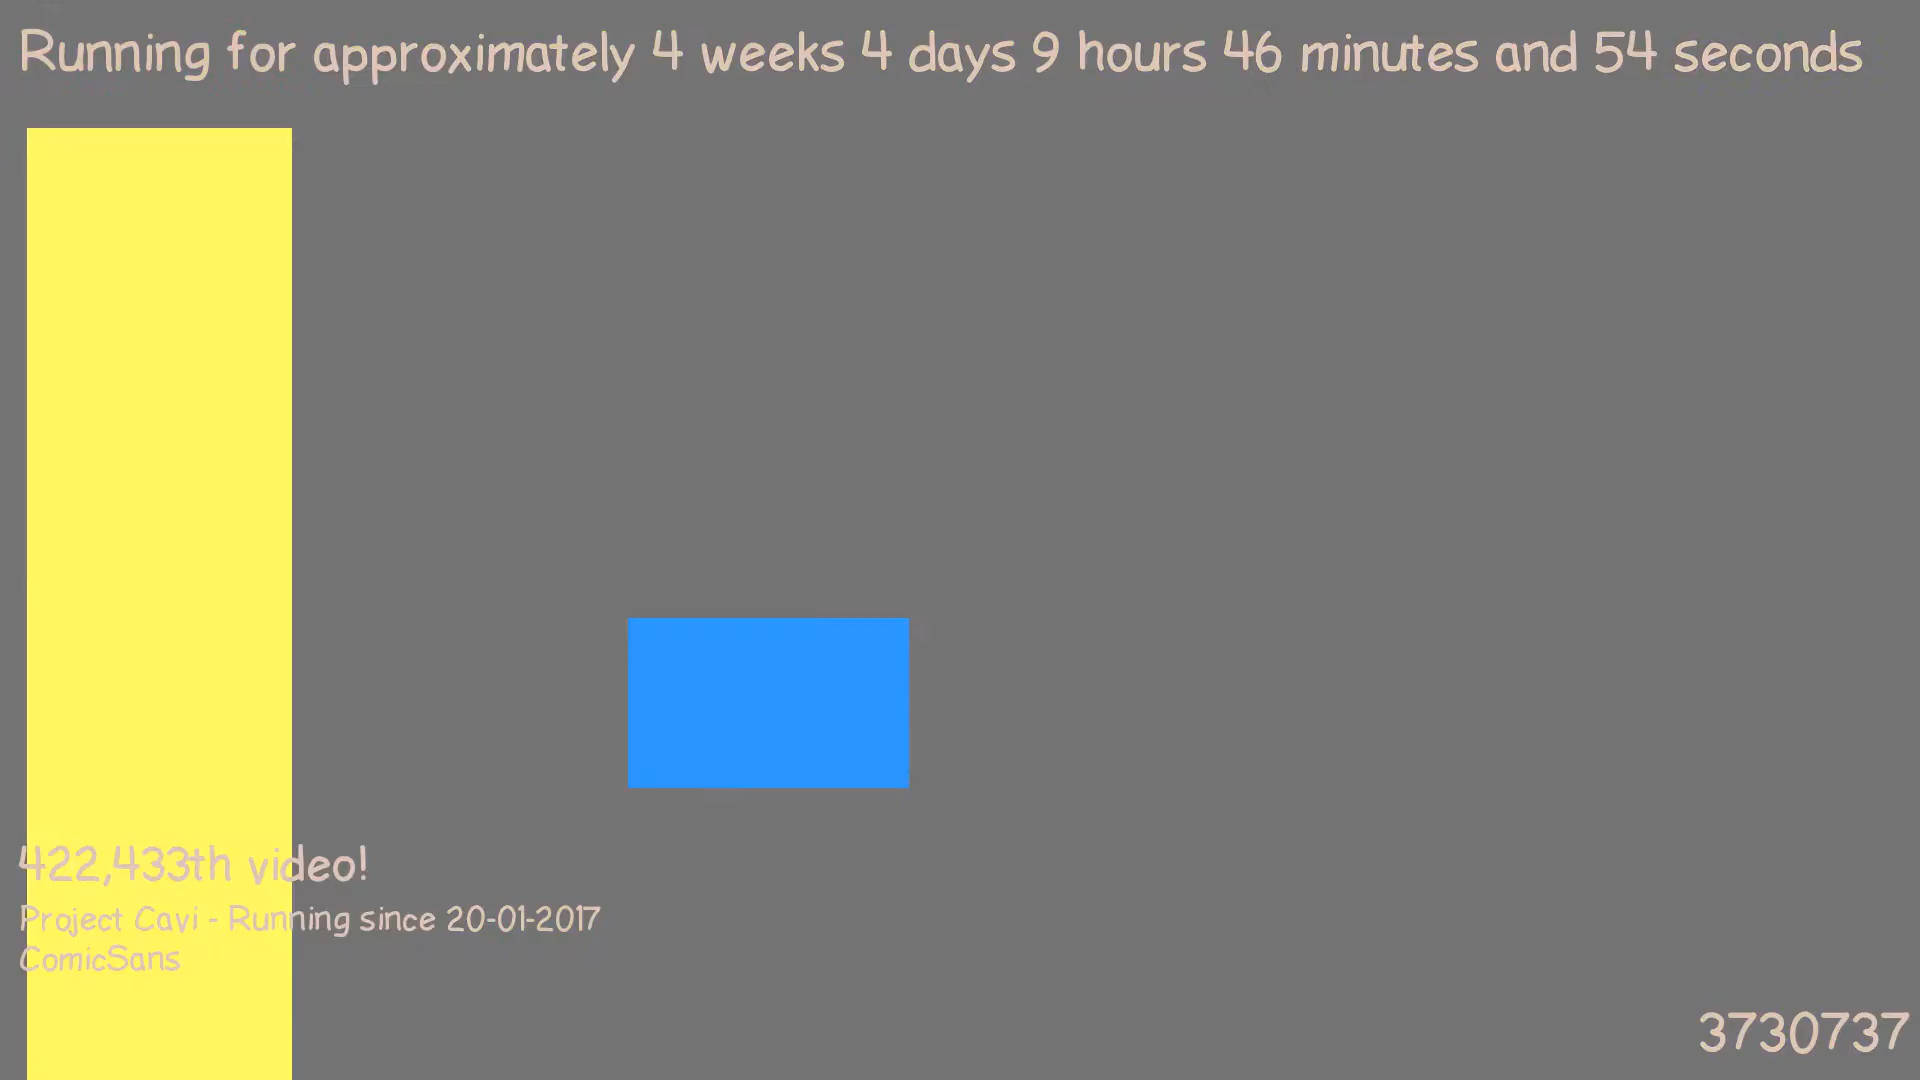 Running for approximately 4 weeks 4 days 9 hours 46 minutes and 54 seconds
422,433th video!
Project Cavi - Running since 20-01-2017
ComicSans
3730737